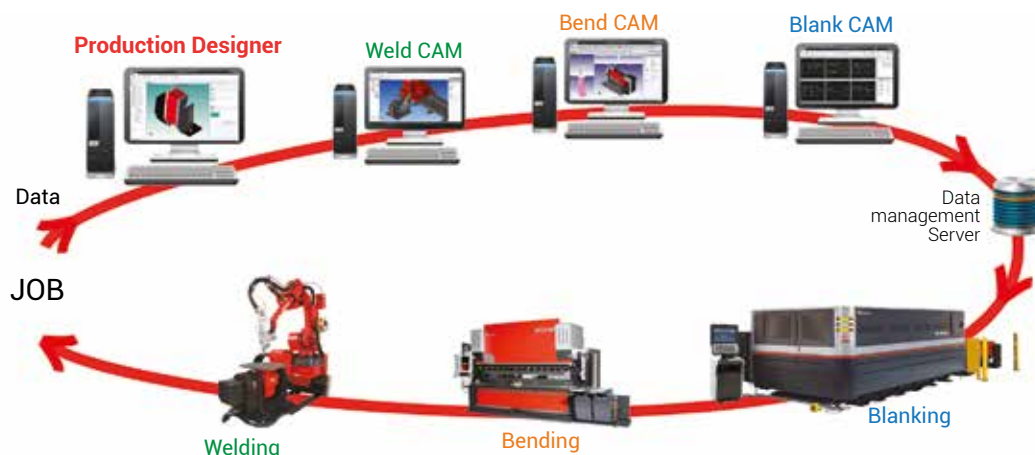 Production Designer
Weld CAM
Bend CAM
Blank CAM
Data
Data
management
Server
JOB
Welding
Bending
Blanking